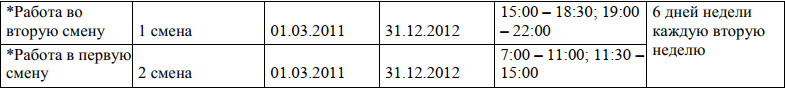 *Работа во
вторую смену
1 смена
01.03.2011
31.12.2012
15:00 – 18:30; 19:00
– 22:00
6 дней недели
каждую вторую
неделю
*Работа в первую
смену
2 смена
01.03.2011
31.12.2012
7:00 – 11:00; 11:30 –
15:00